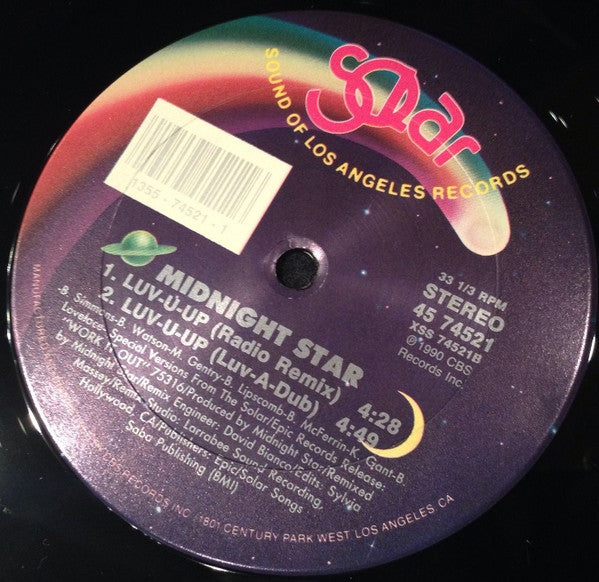 Solar
SOUND OF LOS ANGELES RECORDS
1355 - 74521 - 1
33 1/3 RPM
STEREO
45 74521
XSS 74521B
℗ 1990 CBS
Records Inc.
MIDNIGHT STAR
1. LUV-U-UP (Radio Remix) 4:28
2. LUV-U-UP (Luv-A-Dub) 4:49
-B. Simmons-B. Watson-M. Gentry-B. Lipscomb-B. McFerrin-K. Gant-B.
Lovelace, Special Versions From The Solar/Epic Records Release:
"WORK IT OUT" 75316/Produced by Midnight Star/Remixed
by Midnight Star/Remix Engineer: David Bianco/Edits: Sylvia
Massey/Remix Studio: Larrabee Sound Recording,
Hollywood, CA/Publishers: Epic/Solar Songs
Saba Publishing (BMI)
RECORDS INC./1801 CENTURY PARK WEST LOS ANGELES CA